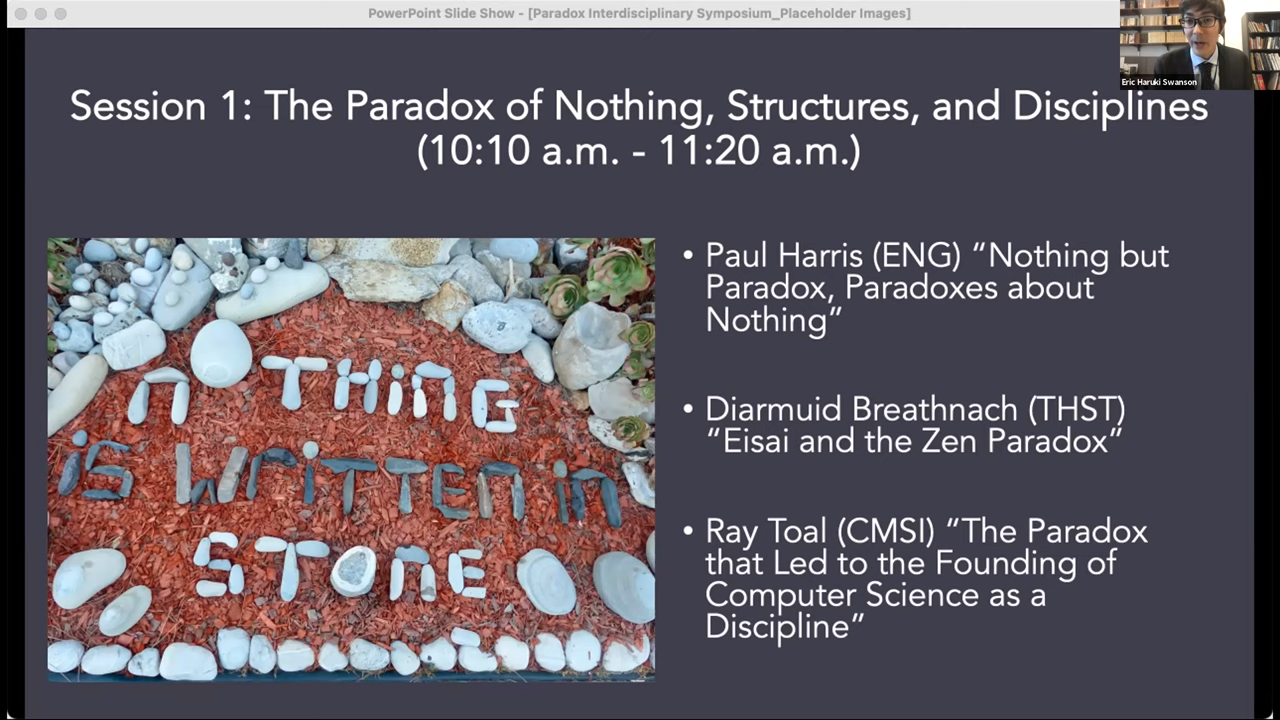 PowerPoint Slide Show - [Paradox Interdisciplinary Symposium_Placeholder Images]
Eric Haruki Swanson
Session 1: The Paradox of Nothing, Structures, and Disciplines
(10:10 a.m. - 11:20 a.m.)
NOTHING
iS WRiTTEN iN
STONE
• Paul Harris (ENG) “Nothing but
Paradox, Paradoxes about
Nothing”
• Diarmuid Breathnach (THST)
“Eisai and the Zen Paradox”
• Ray Toal (CMSI) “The Paradox
that Led to the Founding of
Computer Science as a
Discipline”